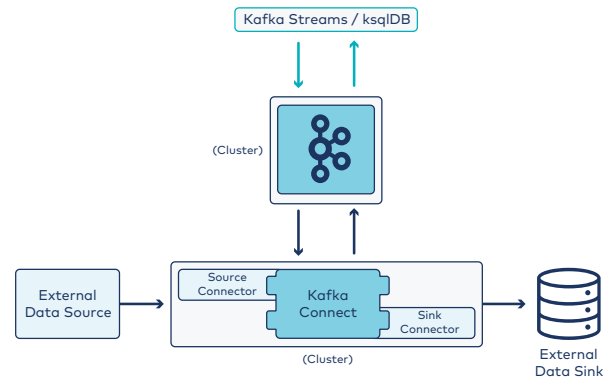 Kafka Streams / ksqlDB
(Cluster)
Source
Connector
External
Data Source
Kafka
Connect
Sink
Connector
(Cluster)
External
Data Sink